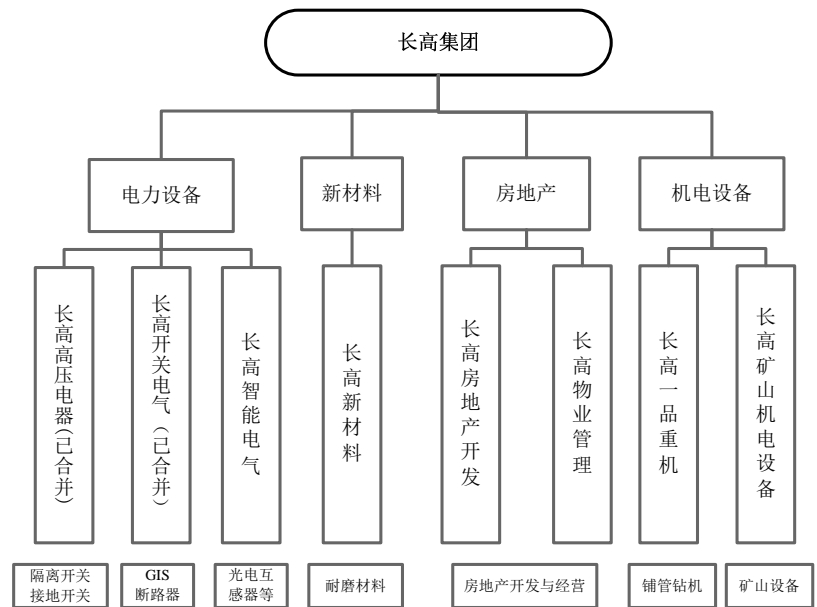 长高集团
电力设备
新材料
房地产
机电设备
长高高压电器(已合并)
长高开关电气(已合并)
长高智能电气
长高新材料
长高房地产开发
长高物业管理
长高一品重机
长高矿山机电设备
隔离开关
接地开关
GIS
断路器
光电互
感器等
耐磨材料
房地产开发与经营
铺管钻机
矿山设备